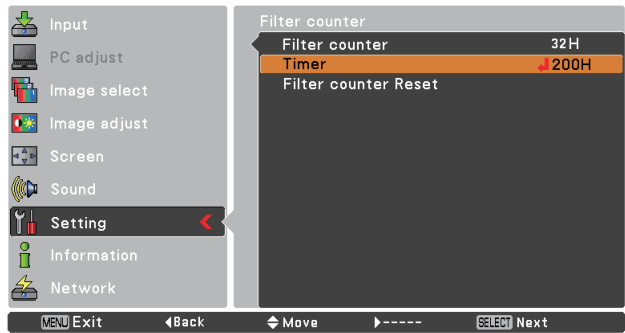 Input
PC adjust
Image select
Image adjust
Screen
Sound
Setting
Information
Network
Filter counter
Filter counter 32H
Timer 200H
Filter counter Reset
MENU Exit Back Move ----- SELECT Next